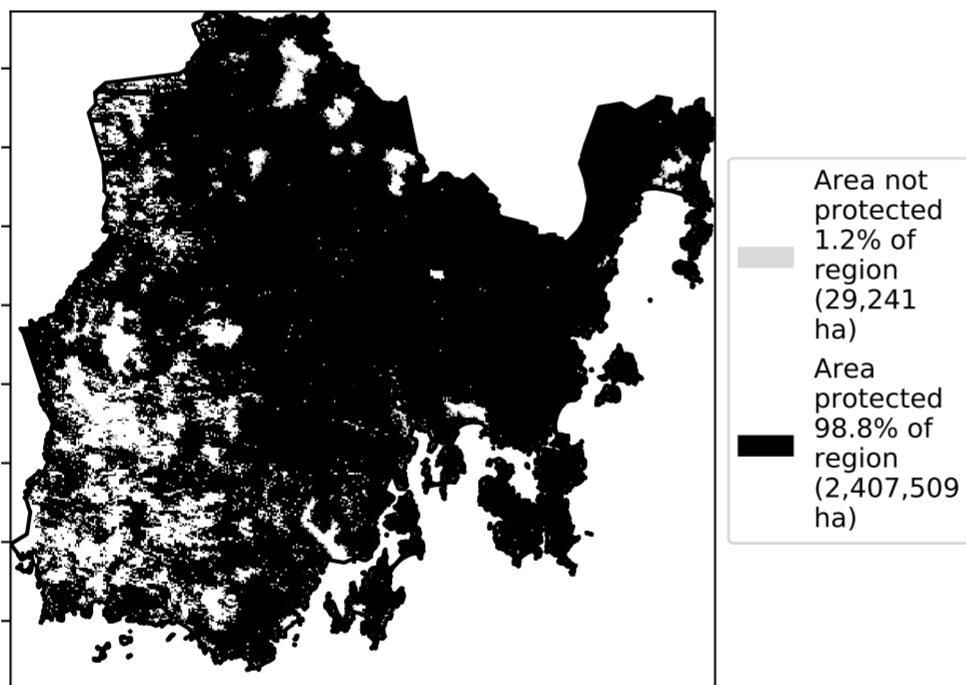 Area not
protected
1.2% of
region
(29,241
ha)
Area
protected
98.8% of
region
(2,407,509
ha)